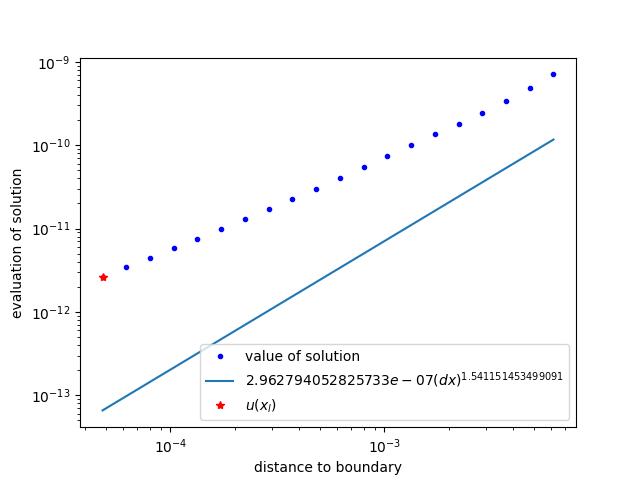 10⁻⁹
10⁻¹⁰
10⁻¹¹
10⁻¹²
10⁻¹³
evaluation of solution
value of solution
2.962794052825733e − 07(dx)^1.541151453499091
u(x_I)
10⁻⁴
10⁻³
distance to boundary